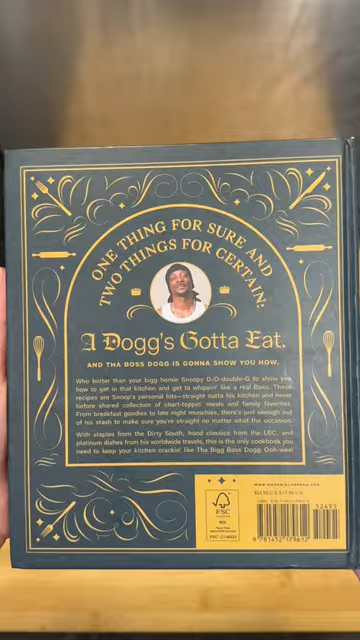 ONE THING FOR SURE AND
TWO THINGS FOR CERTAIN:
A Dogg's Gotta Eat.
AND THA BOSS DOGG IS GONNA SHOW YOU HOW.
Who better than your bigg homie Snoopy D-O-double-G to show you
how to get in that kitchen and get to whippin' like a real Boss. These
recipes are Snoop's personal hits—straight outta his kitchen and never
before shared collection of chart-toppin' meals and family favorites.
From breakfast goodies to late night munchies, there's just enough out
of his stash to make sure you're straight no matter what the occasion.
With staples from the Dirty South, hood classics from the LBC, and
platinum dishes from his worldwide travels, this is the only cookbook you
need to keep your kitchen crackin' like Tha Bigg Boss Dogg. Ooh-wee!
FSC
MIX
52495
9 781452 179612